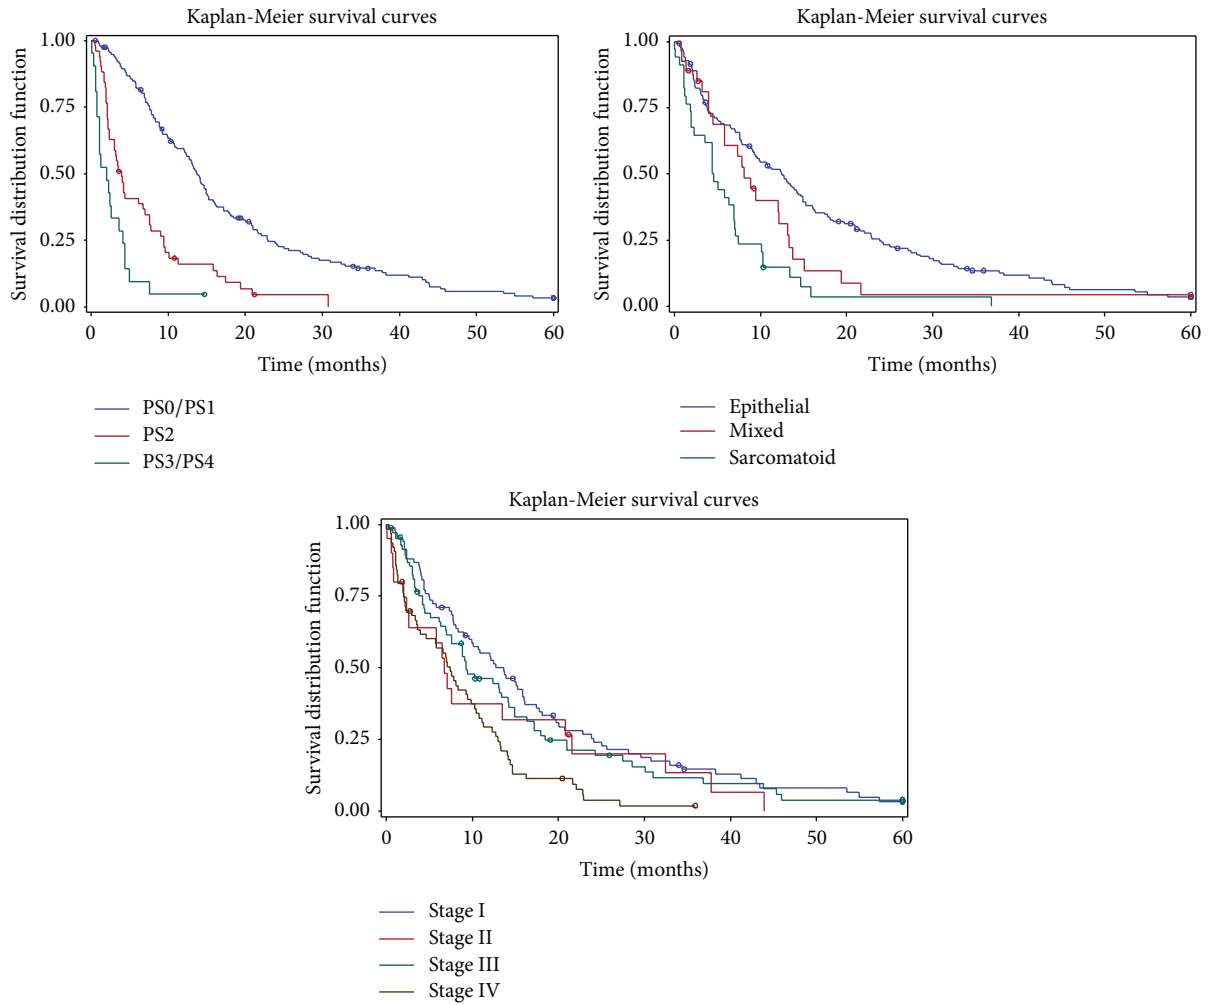 Kaplan-Meier survival curves
Survival distribution function
1.00
0.75
0.50
0.25
0.00
0 10 20 30 40 50 60
Time (months)
PS0/PS1
PS2
PS3/PS4
Kaplan-Meier survival curves
Survival distribution function
1.00
0.75
0.50
0.25
0.00
0 10 20 30 40 50 60
Time (months)
Epithelial
Mixed
Sarcomatoid
Kaplan-Meier survival curves
Survival distribution function
1.00
0.75
0.50
0.25
0.00
0 10 20 30 40 50 60
Time (months)
Stage I
Stage II
Stage III
Stage IV